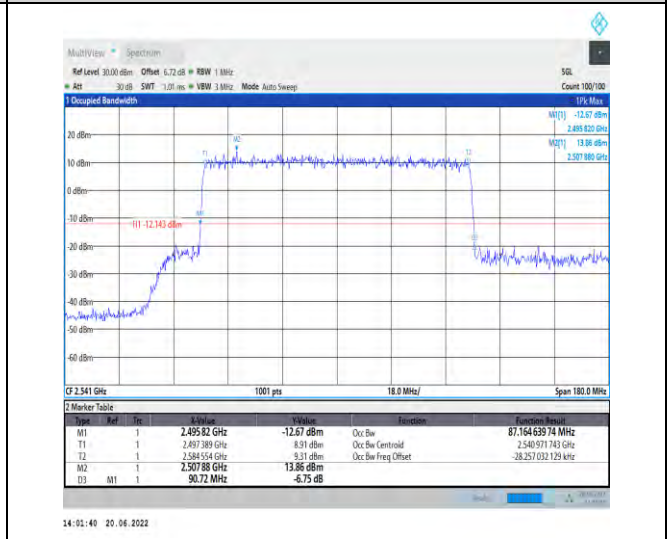 MultiView Spectrum
Ref Level 30.00 dBm Offset 6.72 dB RBW 1 MHz SGL
Att 30 dB SWT 1.01 ms VBW 3 MHz Mode Auto Sweep Count 100/100
1 Occupied Bandwidth 1Pk Max
M1[1] -12.67 dBm
2.495 820 GHz
M2[1] 13.86 dBm
2.507 880 GHz
20 dBm
10 dBm
0 dBm
-10 dBm
H1 -12.143 dBm
-20 dBm
-30 dBm
-40 dBm
-50 dBm
-60 dBm
T1
M2
T2
M1
CF 2.541 GHz 1001 pts 18.0 MHz/ Span 180.0 MHz
2 Marker Table
Type Ref Trc X-Value Y-Value Function Function Result
M1 1 2.495 82 GHz -12.67 dBm Occ Bw 87.164 639 74 MHz
T1 1 2.497 389 GHz 8.91 dBm Occ Bw Centroid 2.540 971 743 GHz
T2 1 2.584 554 GHz 9.31 dBm Occ Bw Freq Offset -28.257 032 129 kHz
M2 1 2.507 88 GHz 13.86 dBm
D3 M1 1 90.72 MHz -6.75 dB
14:01:40 20.06.2022